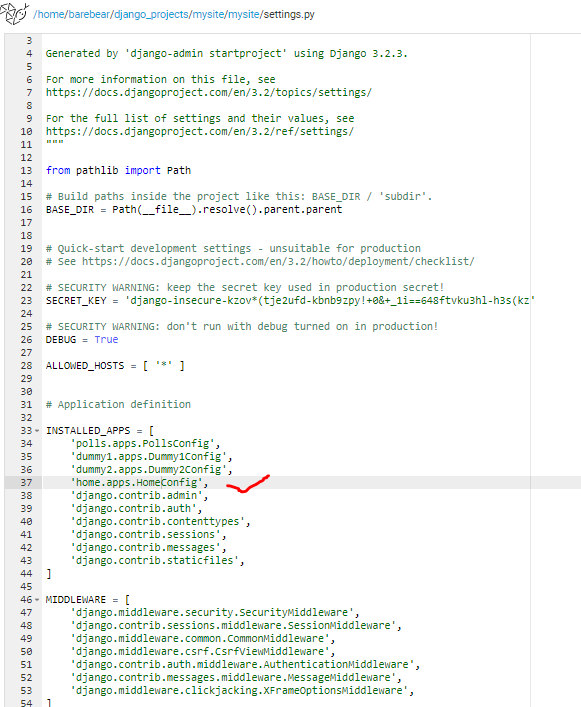 /home/barebear/django_projects/mysite/mysite/settings.py
3
4 Generated by 'django-admin startproject' using Django 3.2.3.
5
6 For more information on this file, see
7 https://docs.djangoproject.com/en/3.2/topics/settings/
8
9 For the full list of settings and their values, see
10 https://docs.djangoproject.com/en/3.2/ref/settings/
11 """
12
13 from pathlib import Path
14
15 # Build paths inside the project like this: BASE_DIR / 'subdir'.
16 BASE_DIR = Path(__file__).resolve().parent.parent
17
18
19 # Quick-start development settings - unsuitable for production
20 # See https://docs.djangoproject.com/en/3.2/howto/deployment/checklist/
21
22 # SECURITY WARNING: keep the secret key used in production secret!
23 SECRET_KEY = 'django-insecure-kzov*(tje2ufd-kbnb9zpy!+0&+_1i==648ftvku3hl-h3s(kz'
24
25 # SECURITY WARNING: don't run with debug turned on in production!
26 DEBUG = True
27
28 ALLOWED_HOSTS = [ '*' ]
29
30
31 # Application definition
32
33 INSTALLED_APPS = [
34 'polls.apps.PollsConfig',
35 'dummy1.apps.Dummy1Config',
36 'dummy2.apps.Dummy2Config',
37 'home.apps.HomeConfig',
38 'django.contrib.admin',
39 'django.contrib.auth',
40 'django.contrib.contenttypes',
41 'django.contrib.sessions',
42 'django.contrib.messages',
43 'django.contrib.staticfiles',
44 ]
45
46 MIDDLEWARE = [
47 'django.middleware.security.SecurityMiddleware',
48 'django.contrib.sessions.middleware.SessionMiddleware',
49 'django.middleware.common.CommonMiddleware',
50 'django.middleware.csrf.CsrfViewMiddleware',
51 'django.contrib.auth.middleware.AuthenticationMiddleware',
52 'django.contrib.messages.middleware.MessageMiddleware',
53 'django.middleware.clickjacking.XFrameOptionsMiddleware',
54 ]